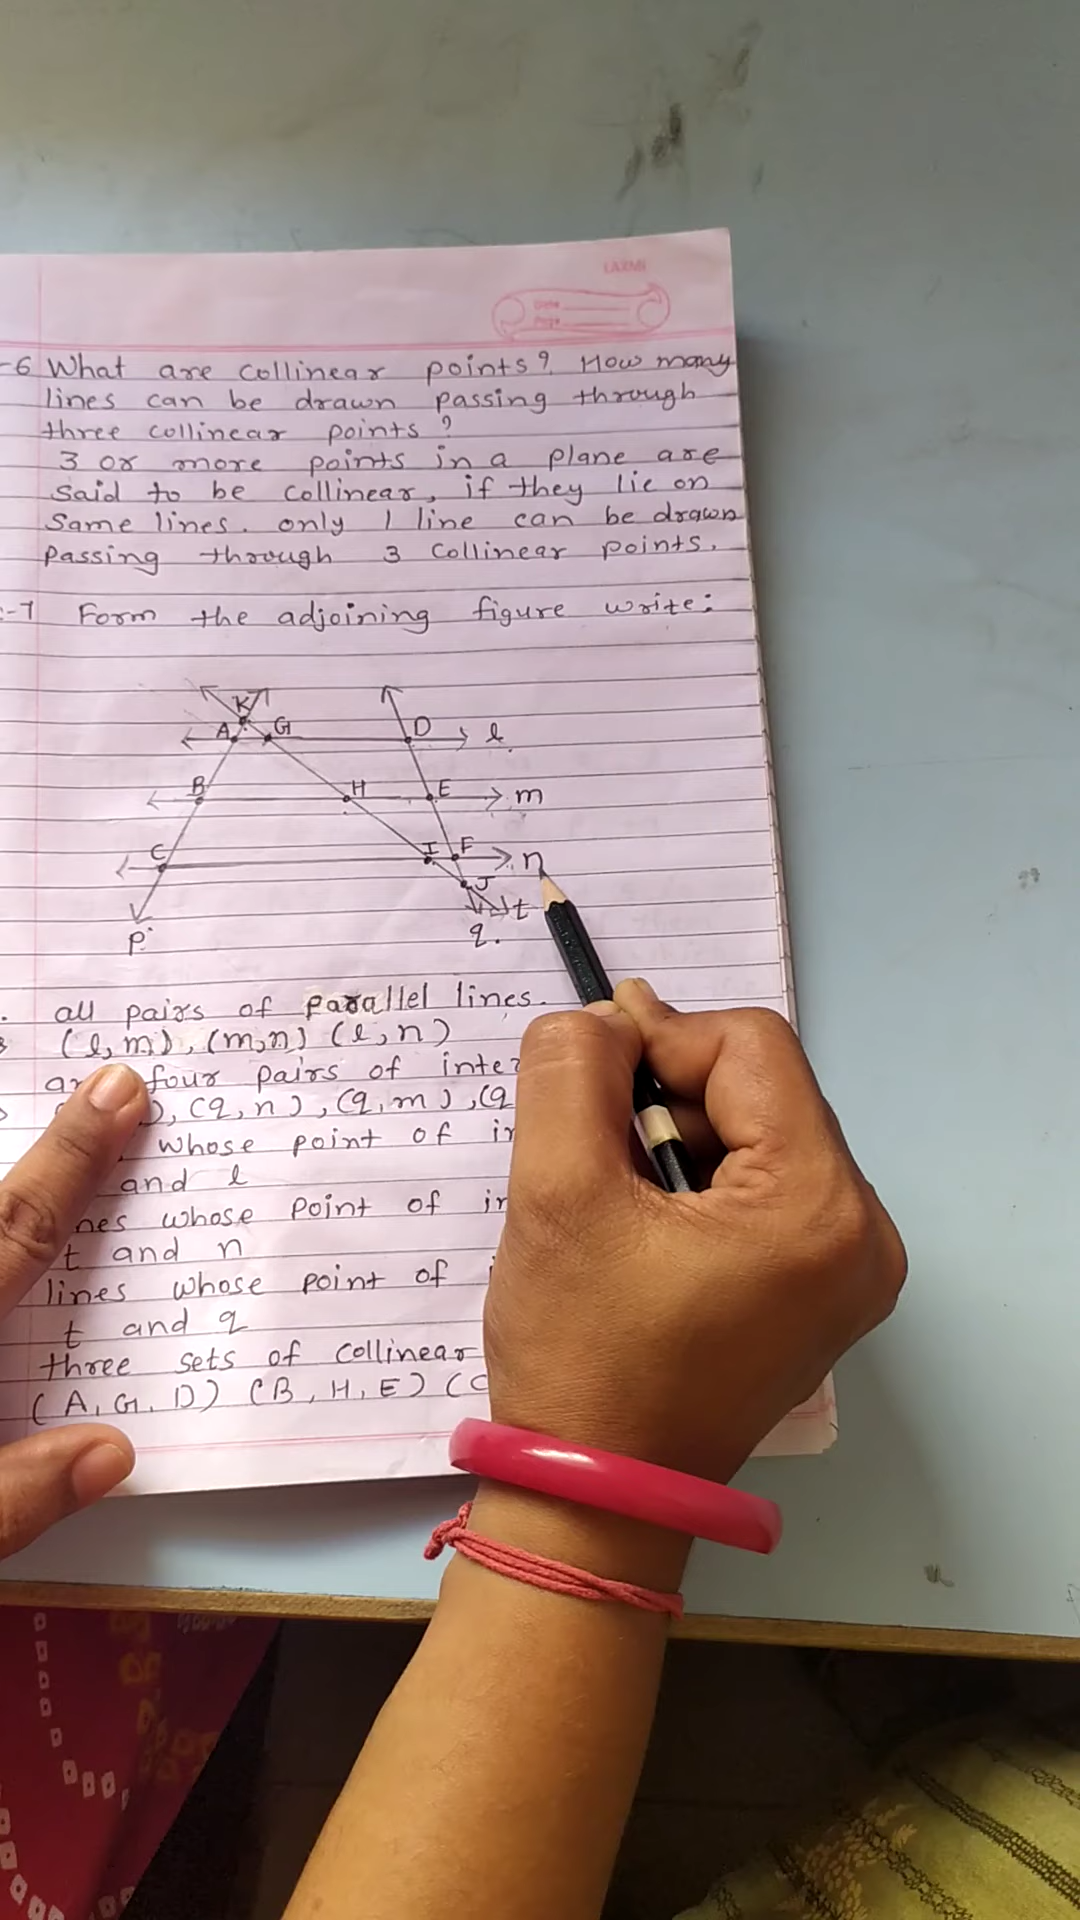 LAXMI
-6 What are collinear points? How many
lines can be drawn passing through
three collinear points?
3 or more points in a plane are
said to be collinear, if they lie on
Same lines. only 1 line can be drawn
passing through 3 collinear points.
-7 Form the adjoining figure write:
K
A G D l
B H E m
C I F n
J
t
P q.
all pairs of parallel lines.
(l,m), (m,n) (l,n)
four pairs of
, (q,n), (q,m), (q
whose point of
and l
whose point of
t and n
lines whose point of
t and q
three sets of collinear
(A, G, D) (B, H, E) (C